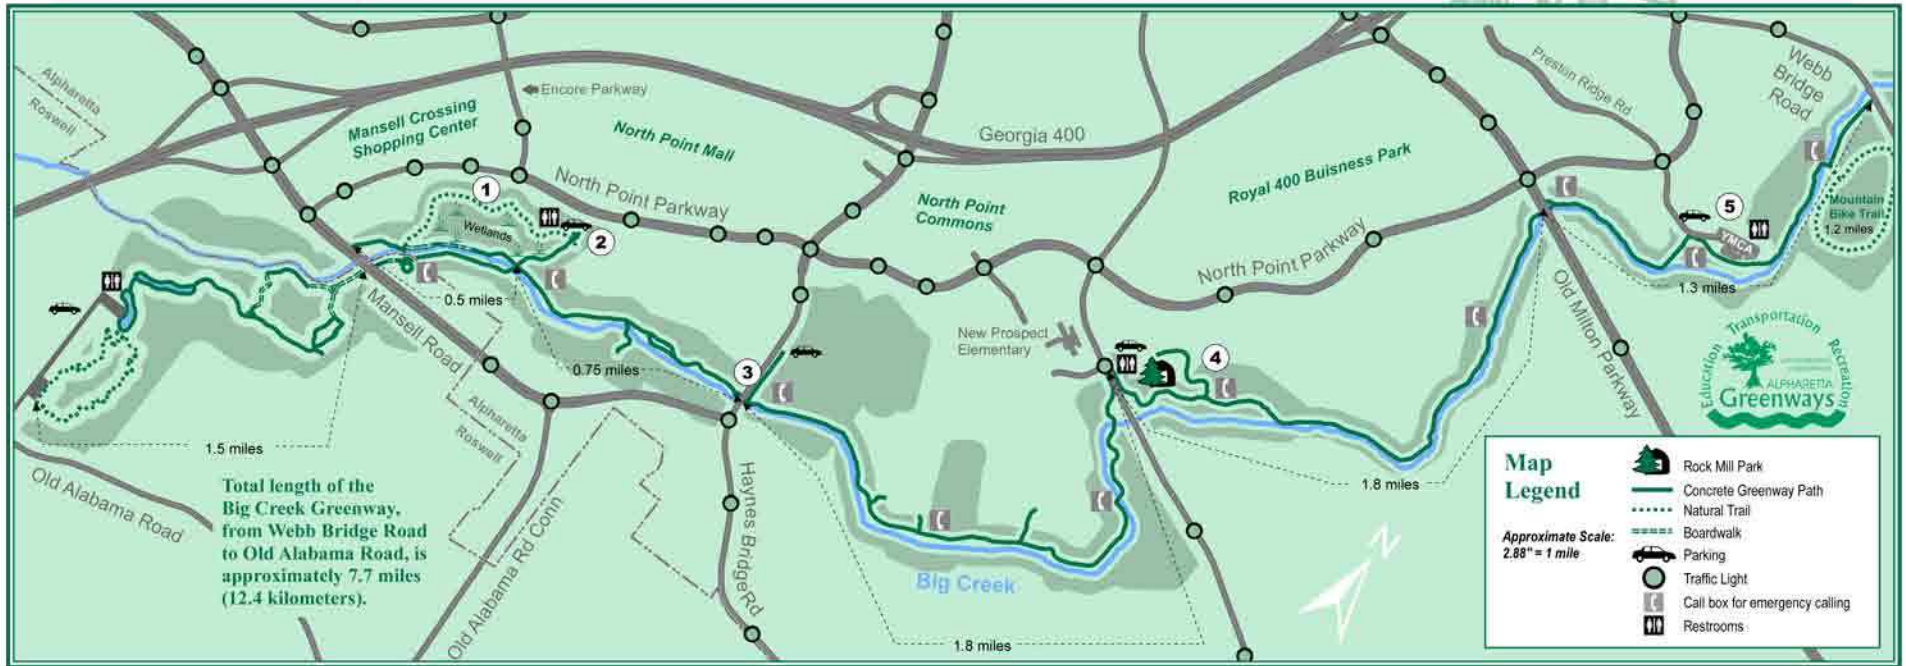 Alpharetta
Roswell
Mansell Crossing
Shopping Center
Encore Parkway
North Point Mall
Georgia 400
North Point Parkway
North Point
Commons
Royal 400 Buisness Park
North Point Parkway
Preston Ridge Rd
Webb
Bridge
Road
Mountain
Bike Trail
1.2 miles
1
Wetlands
2
0.5 miles
Mansell Road
0.75 miles
3
New Prospect
Elementary
4
5
YMCA
1.3 miles
Old Milton Parkway
1.5 miles
Alpharetta
Roswell
Old Alabama Road
Total length of the
Big Creek Greenway,
from Webb Bridge Road
to Old Alabama Road, is
approximately 7.7 miles
(12.4 kilometers).
Old Alabama Rd Conn
Haynes Bridge Rd
Big Creek
1.8 miles
1.8 miles
N
Education Transportation Recreation
ALPHARETTA
Greenways
Map
Legend
Approximate Scale:
2.88" = 1 mile
Rock Mill Park
Concrete Greenway Path
Natural Trail
Boardwalk
Parking
Traffic Light
Call box for emergency calling
Restrooms